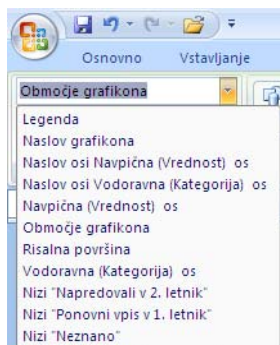 Osnovno Vstavljanje
Območje grafikona
Legenda
Naslov grafikona
Naslov osi Navpična (Vrednost) os
Naslov osi Vodoravna (Kategorija) os
Navpična (Vrednost) os
Območje grafikona
Risalna površina
Vodoravna (Kategorija) os
Nizi "Napredovali v 2. letnik"
Nizi "Ponovni vpis v 1. letnik"
Nizi "Neznano"